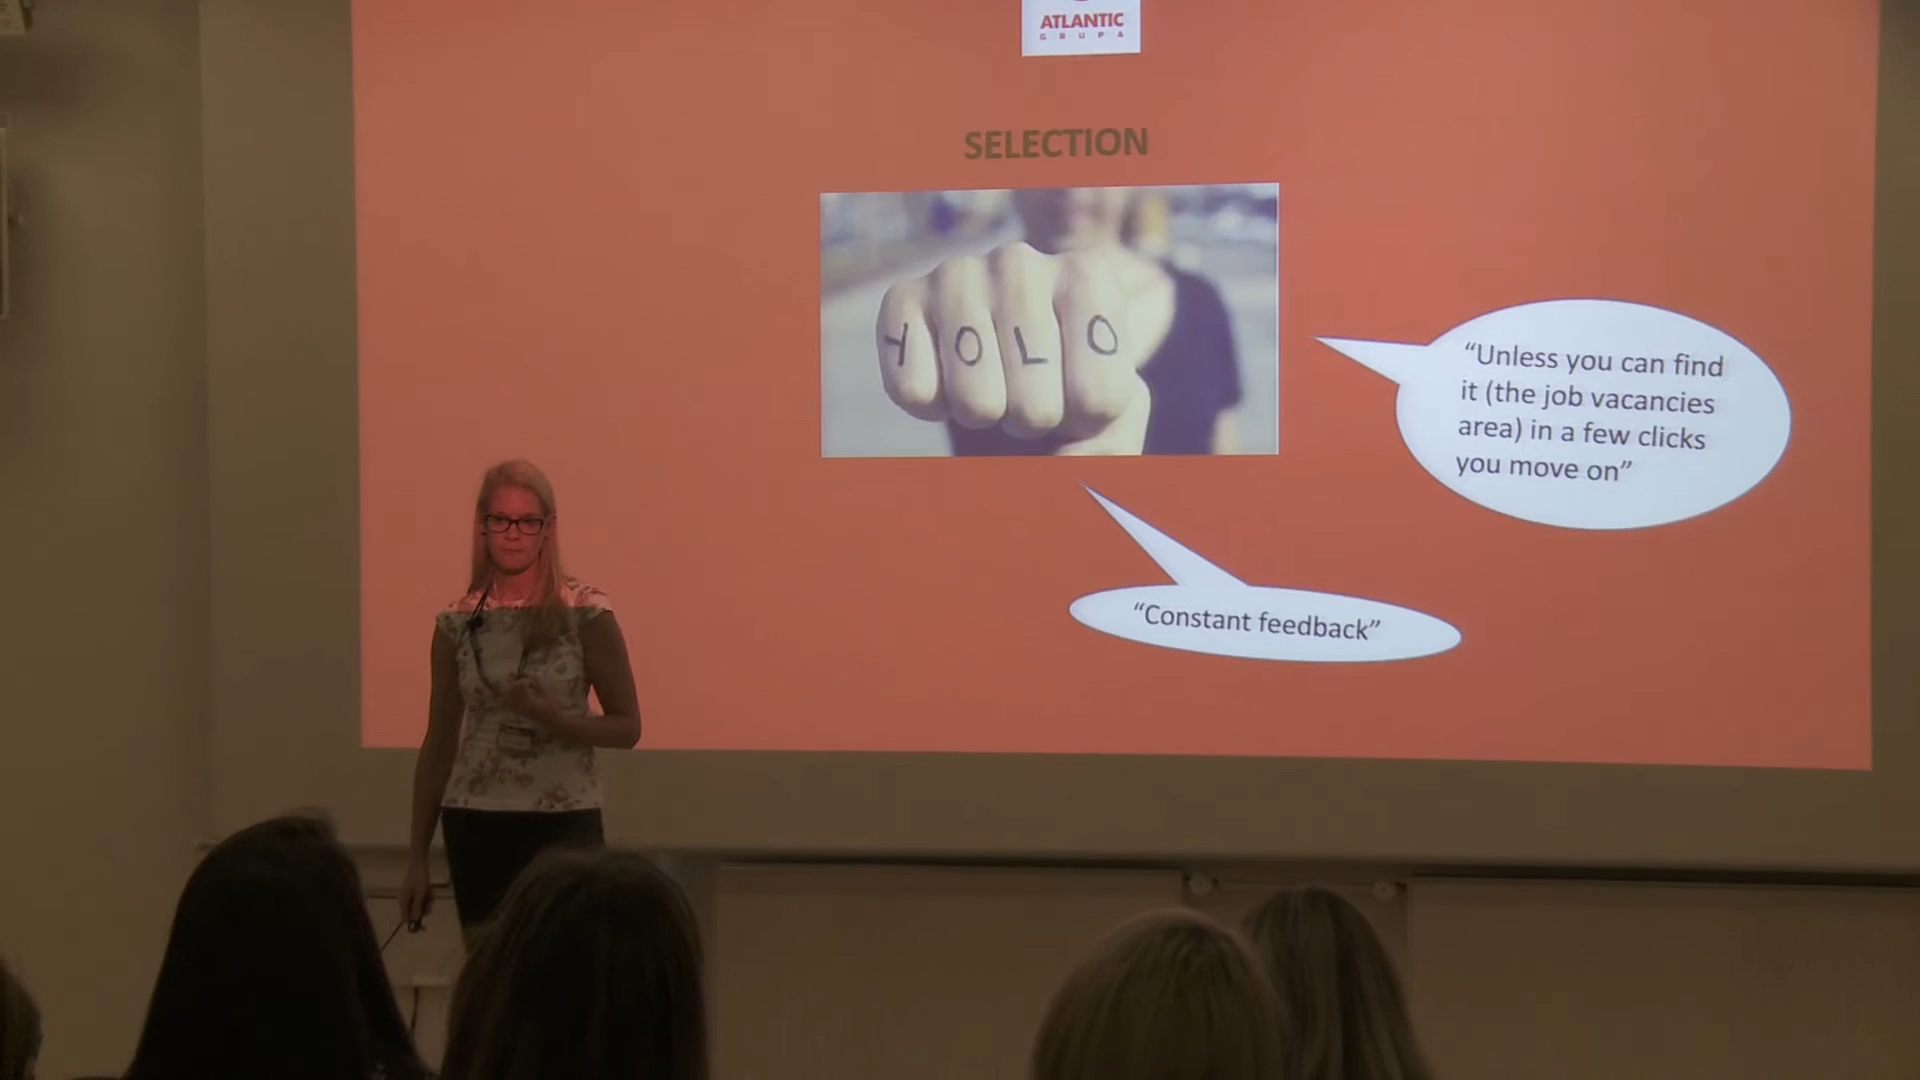 ATLANTIC
GRUPA
SELECTION
YOLO
“Unless you can find
it (the job vacancies
area) in a few clicks
you move on”
“Constant feedback”